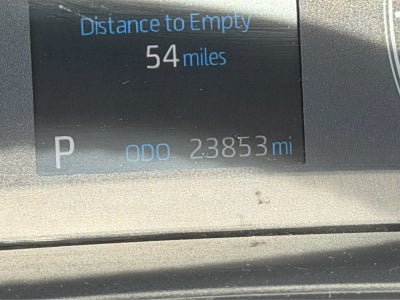 Distance to Empty
54 miles
P ODO 23853 mi